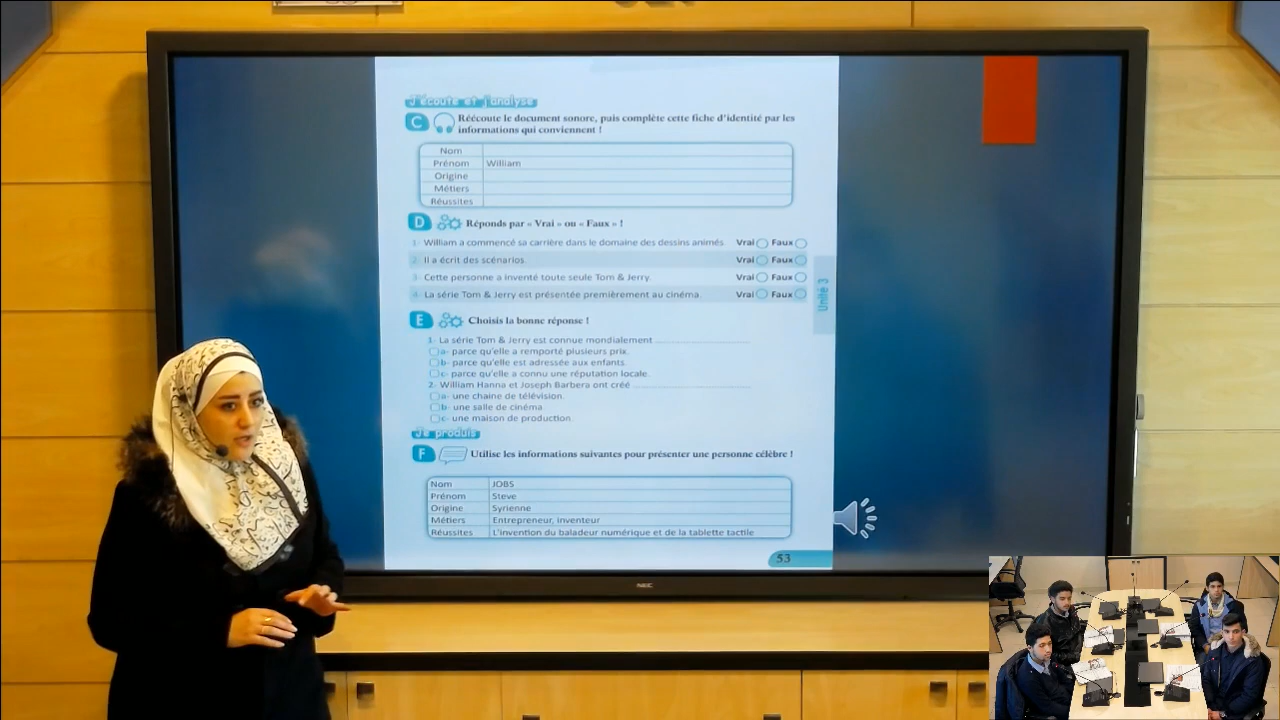 J'écoute et j'analyse
C Réécoute le document sonore, puis complète cette fiche d'identité par les
informations qui conviennent !
Nom
Prénom William
Origine
Métiers
Réussites
D Réponds par « Vrai » ou « Faux » !
1- William a commencé sa carrière dans le domaine des dessins animés. Vrai Faux
2- Il a écrit des scénarios. Vrai Faux
3- Cette personne a inventé toute seule Tom & Jerry. Vrai Faux
4- La série Tom & Jerry est présentée premièrement au cinéma. Vrai Faux
Unité 3
E Choisis la bonne réponse !
1- La série Tom & Jerry est connue mondialement
a- parce qu'elle a remporté plusieurs prix.
b- parce qu'elle est adressée aux enfants.
c- parce qu'elle a connu une réputation locale.
2- William Hanna et Joseph Barbera ont créé
a- une chaine de télévision.
b- une salle de cinéma
c- une maison de production
Je produis
F Utilise les informations suivantes pour présenter une personne célèbre !
Nom JOBS
Prénom Steve
Origine Syrienne
Métiers Entrepreneur, inventeur
Réussites L'invention du baladeur numérique et de la tablette tactile
53
NEC